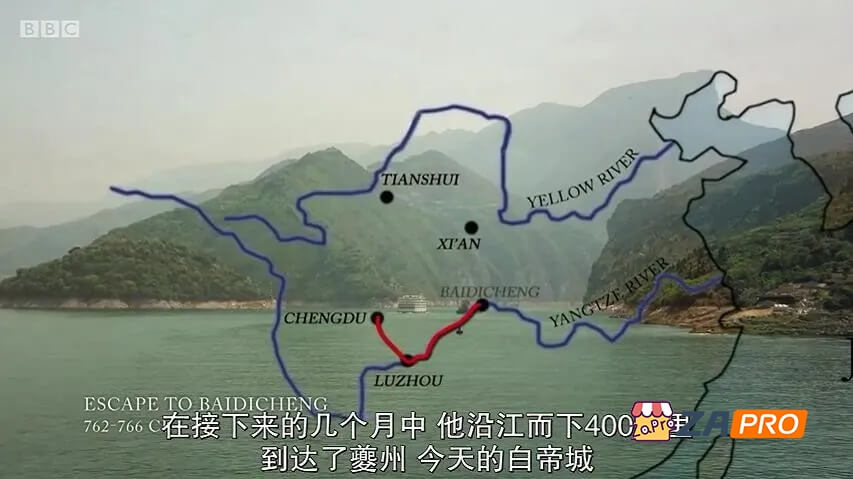 BBC
TIANSHUI
YELLOW RIVER
XI'AN
BAIDICHENG
YANGTZE RIVER
CHENGDU
LUZHOU
ESCAPE TO BAIDICHENG
762-766 C
在接下来的几个月中 他沿江而下400
到达了夔州 今天的白帝城
ZAPRO
ZAPRO